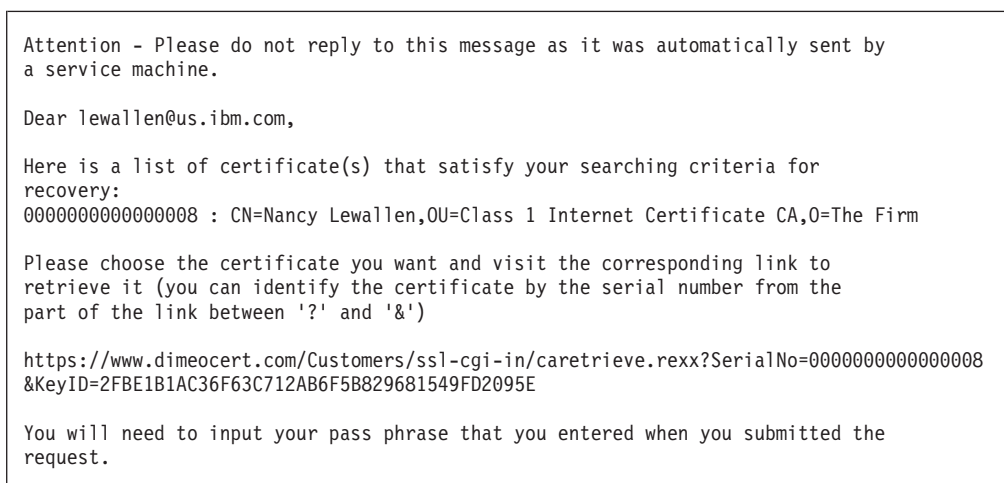 Attention - Please do not reply to this message as it was automatically sent by
a service machine.
Dear lewallen@us.ibm.com,
Here is a list of certificate(s) that satisfy your searching criteria for
recovery:
0000000000000008 : CN=Nancy Lewallen,OU=Class 1 Internet Certificate CA,O=The Firm
Please choose the certificate you want and visit the corresponding link to
retrieve it (you can identify the certificate by the serial number from the
part of the link between '?' and '&')
https://www.dimeocert.com/Customers/ssl-cgi-in/caretrieve.rexx?SerialNo=0000000000000008
&KeyID=2FBE1B1AC36F63C712AB6F5B829681549FD2095E
You will need to input your pass phrase that you entered when you submitted the
request.